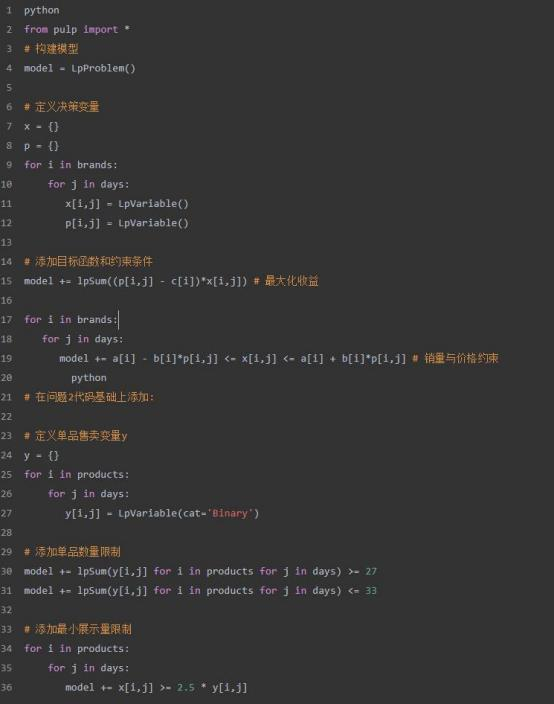 1 python
2 from pulp import *
3 # 构建模型
4 model = LpProblem()
5
6 # 定义决策变量
7 x = {}
8 p = {}
9 for i in brands:
10     for j in days:
11         x[i,j] = LpVariable()
12         p[i,j] = LpVariable()
13
14 # 添加目标函数和约束条件
15 model += lpSum((p[i,j] - c[i])*x[i,j]) # 最大化收益
16
17 for i in brands:
18     for j in days:
19         model += a[i] - b[i]*p[i,j] <= x[i,j] <= a[i] + b[i]*p[i,j] # 销量与价格约束
20         python
21 # 在问题2代码基础上添加:
22
23 # 定义单品售卖变量y
24 y = {}
25 for i in products:
26     for j in days:
27         y[i,j] = LpVariable(cat='Binary')
28
29 # 添加单品数量限制
30 model += lpSum(y[i,j] for i in products for j in days) >= 27
31 model += lpSum(y[i,j] for i in products for j in days) <= 33
32
33 # 添加最小展示量限制
34 for i in products:
35     for j in days:
36         model += x[i,j] >= 2.5 * y[i,j]